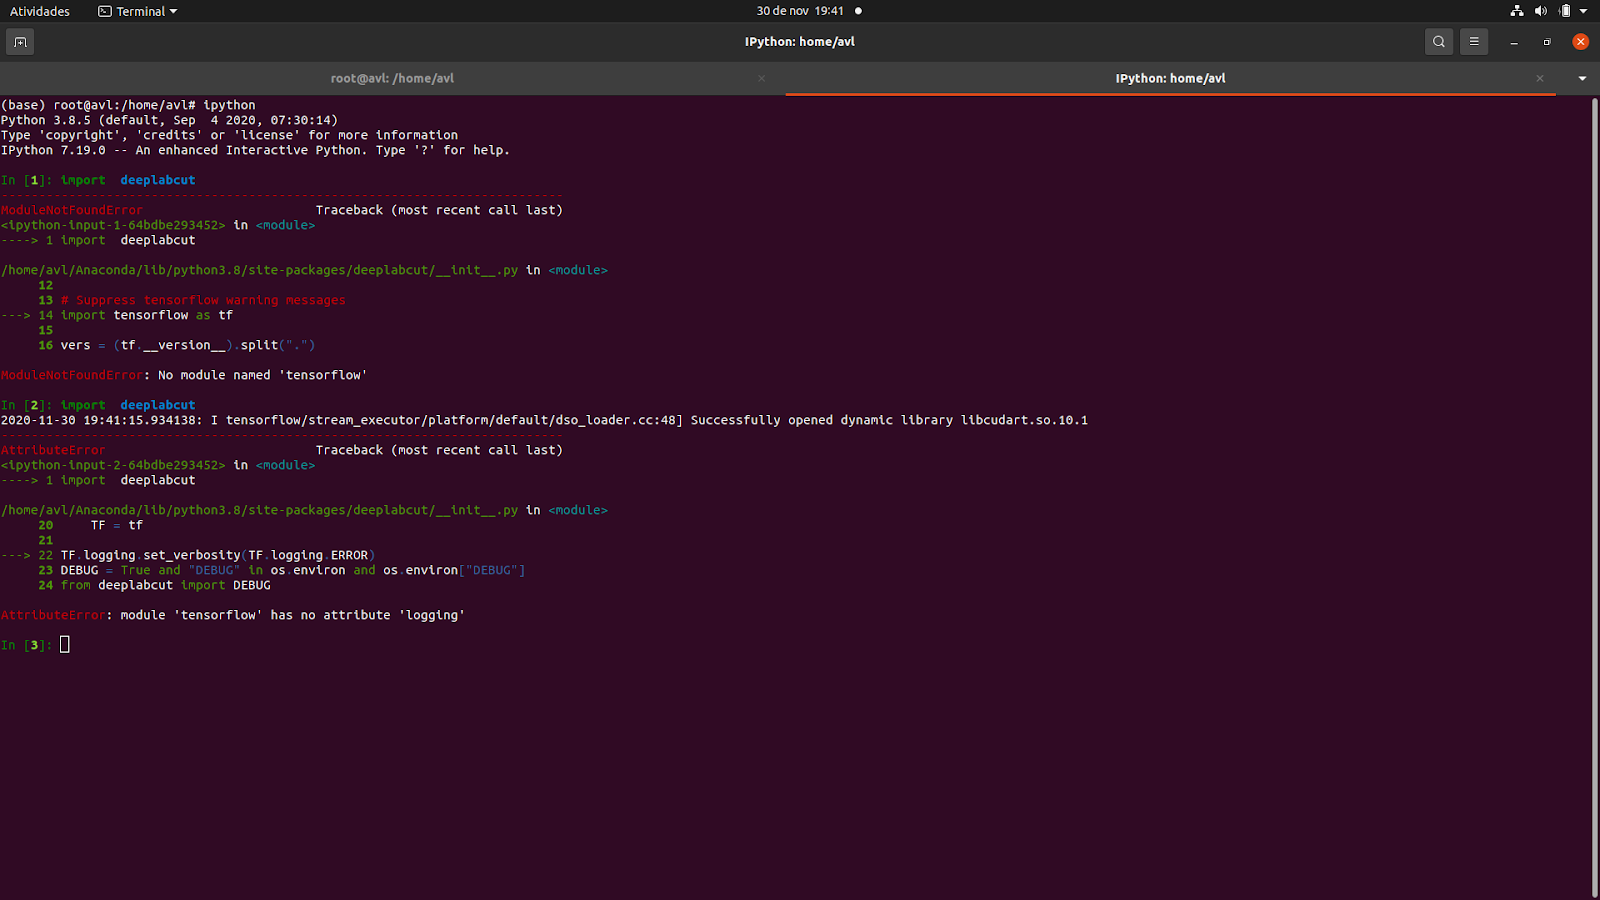 Atividades
Terminal
30 de nov 19:41
IPython: home/avl
root@avl: /home/avl
IPython: home/avl
(base) root@avl:/home/avl# ipython
Python 3.8.5 (default, Sep  4 2020, 07:30:14)
Type 'copyright', 'credits' or 'license' for more information
IPython 7.19.0 -- An enhanced Interactive Python. Type '?' for help.
In [1]: import  deeplabcut
---------------------------------------------------------------------------
ModuleNotFoundError                       Traceback (most recent call last)
<ipython-input-1-64bdbe293452> in <module>
----> 1 import  deeplabcut
/home/avl/Anaconda/lib/python3.8/site-packages/deeplabcut/__init__.py in <module>
     12
     13 # Suppress tensorflow warning messages
---> 14 import tensorflow as tf
     15
     16 vers = (tf.__version__).split(".")
ModuleNotFoundError: No module named 'tensorflow'
In [2]: import  deeplabcut
2020-11-30 19:41:15.934138: I tensorflow/stream_executor/platform/default/dso_loader.cc:48] Successfully opened dynamic library libcudart.so.10.1
---------------------------------------------------------------------------
AttributeError                            Traceback (most recent call last)
<ipython-input-2-64bdbe293452> in <module>
----> 1 import  deeplabcut
/home/avl/Anaconda/lib/python3.8/site-packages/deeplabcut/__init__.py in <module>
     20     TF = tf
     21
---> 22 TF.logging.set_verbosity(TF.logging.ERROR)
     23 DEBUG = True and "DEBUG" in os.environ and os.environ["DEBUG"]
     24 from deeplabcut import DEBUG
AttributeError: module 'tensorflow' has no attribute 'logging'
In [3]: